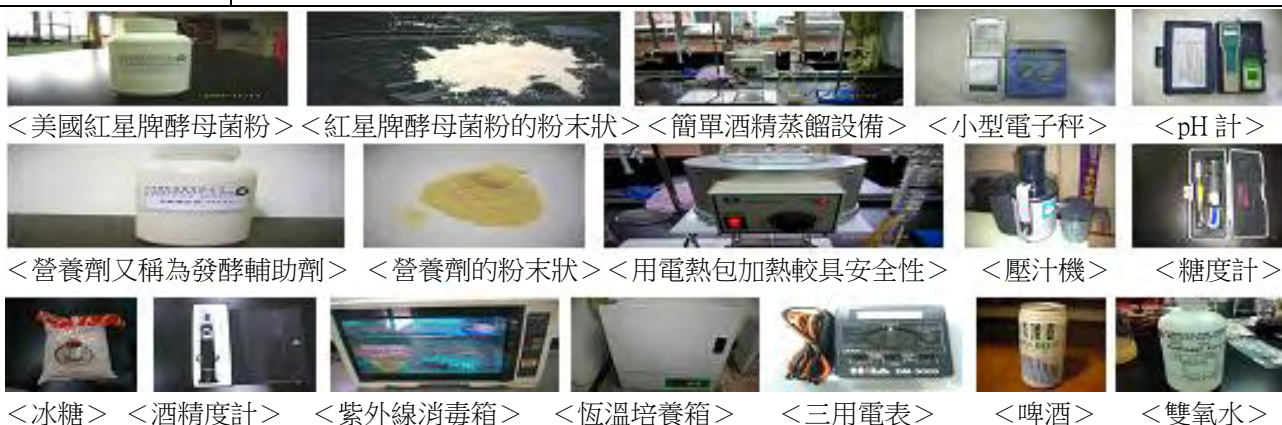 ＜美國紅星牌酵母菌粉＞＜紅星牌酵母菌粉的粉末狀＞＜簡單酒精蒸餾設備＞ ＜小型電子秤＞ ＜pH 計＞
＜營養劑又稱為發酵輔助劑＞ ＜營養劑的粉末狀＞＜用電熱包加熱較具安全性＞ ＜壓汁機＞ ＜糖度計＞
＜冰糖＞ ＜酒精度計＞ ＜紫外線消毒箱＞ ＜恆溫培養箱＞ ＜三用電表＞ ＜啤酒＞ ＜雙氧水＞